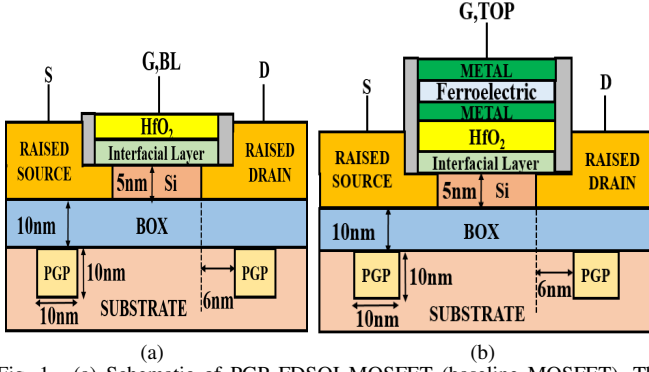 G,BL
S
D
HfO₂
Interfacial Layer
RAISED
SOURCE
RAISED
DRAIN
5nm
Si
10nm
BOX
PGP
10nm
PGP
10nm
6nm
SUBSTRATE
(a)
G,TOP
S
D
METAL
Ferroelectric
METAL
HfO₂
Interfacial Layer
RAISED
SOURCE
RAISED
DRAIN
5nm
Si
10nm
BOX
PGP
10nm
PGP
10nm
6nm
SUBSTRATE
(b)
Fig. 1. (a) Schematic of PGP FDSOI MOSFET (baseline MOSFET). Th